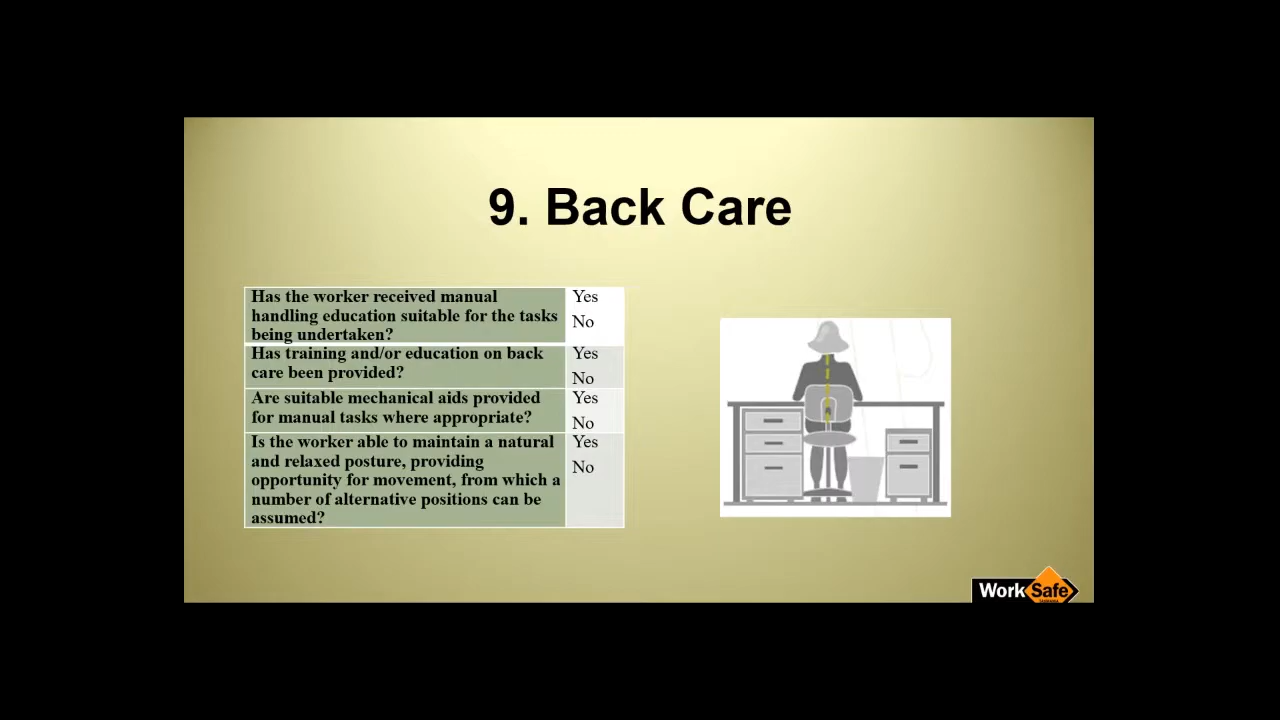 9. Back Care
Has the worker received manual
handling education suitable for the tasks
being undertaken?
Yes
No
Has training and/or education on back
care been provided?
Yes
No
Are suitable mechanical aids provided
for manual tasks where appropriate?
Yes
No
Is the worker able to maintain a natural
and relaxed posture, providing
opportunity for movement, from which a
number of alternative positions can be
assumed?
Yes
No
WorkSafe